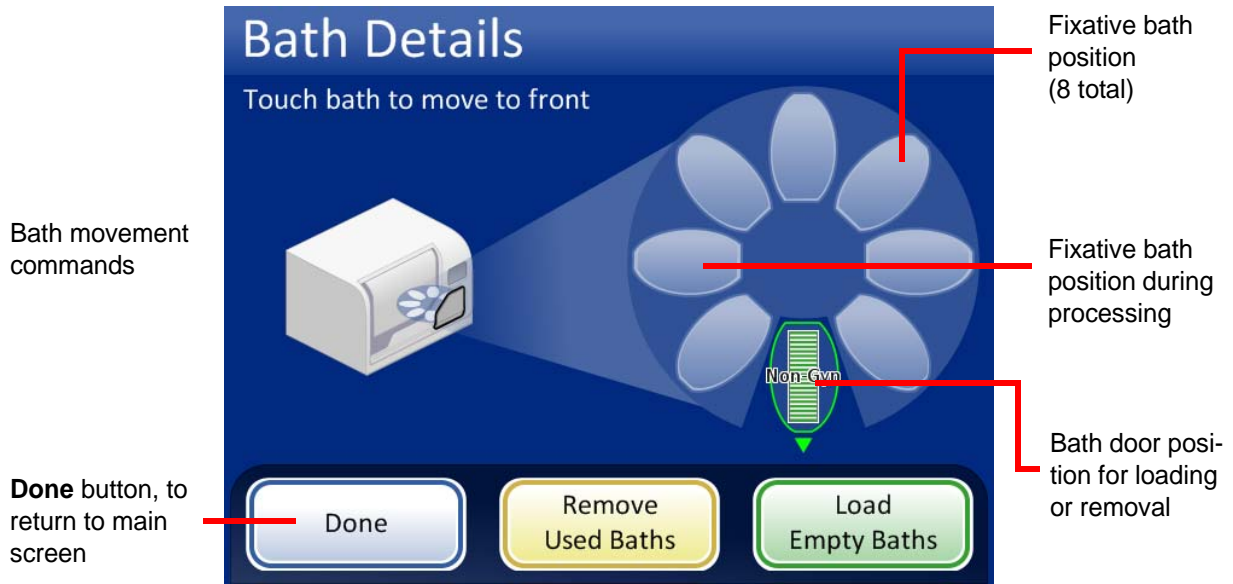 Bath Details
Touch bath to move to front
Fixative bath
position
(8 total)
Bath movement
commands
Fixative bath
position during
processing
Non-Gyn
Bath door posi-
tion for loading
or removal
Done button, to
return to main
screen
Done
Remove
Used Baths
Load
Empty Baths